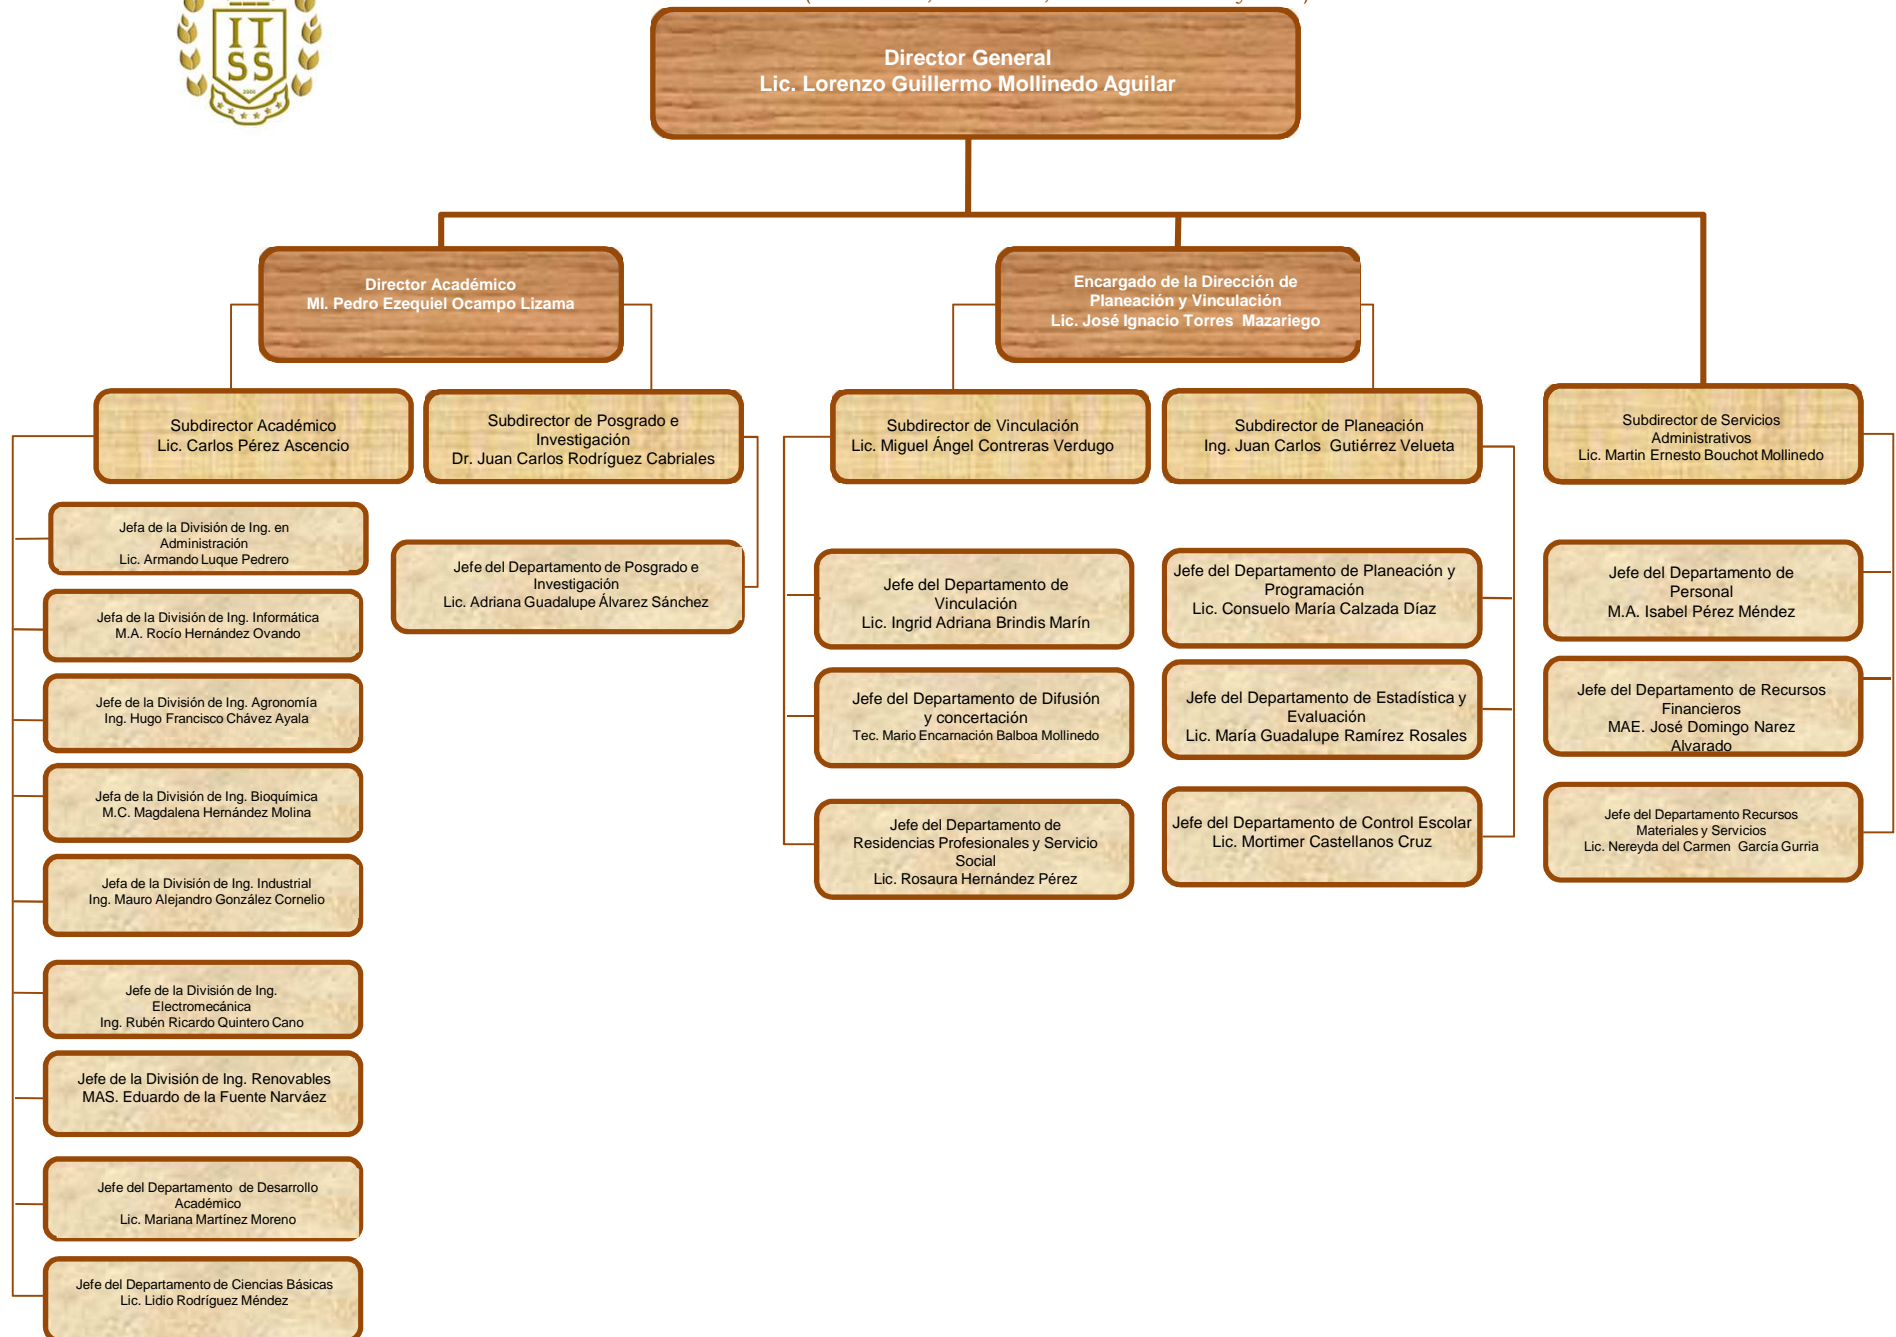 IT
SS
Director General
Lic. Lorenzo Guillermo Mollinedo Aguilar
Director Académico
MI. Pedro Ezequiel Ocampo Lizama
Encargado de la Dirección de
Planeación y Vinculación
Lic. José Ignacio Torres  Mazariego
Subdirector Académico
Lic. Carlos Pérez Ascencio
Subdirector de Posgrado e
Investigación
Dr. Juan Carlos Rodríguez Cabriales
Subdirector de Vinculación
Lic. Miguel Ángel Contreras Verdugo
Subdirector de Planeación
Ing. Juan Carlos  Gutiérrez Velueta
Subdirector de Servicios
Administrativos
Lic. Martin Ernesto Bouchot Mollinedo
Jefa de la División de Ing. en
Administración
Lic. Armando Luque Pedrero
Jefa de la División de Ing. Informática
M.A. Rocío Hernández Ovando
Jefe de la División de Ing. Agronomía
Ing. Hugo Francisco Chávez Ayala
Jefa de la División de Ing. Bioquímica
M.C. Magdalena Hernández Molina
Jefa de la División de Ing. Industrial
Ing. Mauro Alejandro González Cornelio
Jefe de la División de Ing.
Electromecánica
Ing. Rubén Ricardo Quintero Cano
Jefe de la División de Ing. Renovables
MAS. Eduardo de la Fuente Narváez
Jefe del Departamento  de Desarrollo
Académico
Lic. Mariana Martínez Moreno
Jefe del Departamento de Ciencias Básicas
Lic. Lidio Rodríguez Méndez
Jefe del Departamento de Posgrado e
Investigación
Lic. Adriana Guadalupe Álvarez Sánchez
Jefe del Departamento de
Vinculación
Lic. Ingrid Adriana Brindis Marín
Jefe del Departamento de Difusión
y concertación
Tec. Mario Encarnación Balboa Mollinedo
Jefe del Departamento de
Residencias Profesionales y Servicio
Social
Lic. Rosaura Hernández Pérez
Jefe del Departamento de Planeación y
Programación
Lic. Consuelo María Calzada Díaz
Jefe del Departamento de Estadística y
Evaluación
Lic. María Guadalupe Ramírez Rosales
Jefe del Departamento de Control Escolar
Lic. Mortimer Castellanos Cruz
Jefe del Departamento de
Personal
M.A. Isabel Pérez Méndez
Jefe del Departamento de Recursos
Financieros
MAE. José Domingo Narez
Alvarado
Jefe del Departamento Recursos
Materiales y Servicios
Lic. Nereyda del Carmen  García Gurria